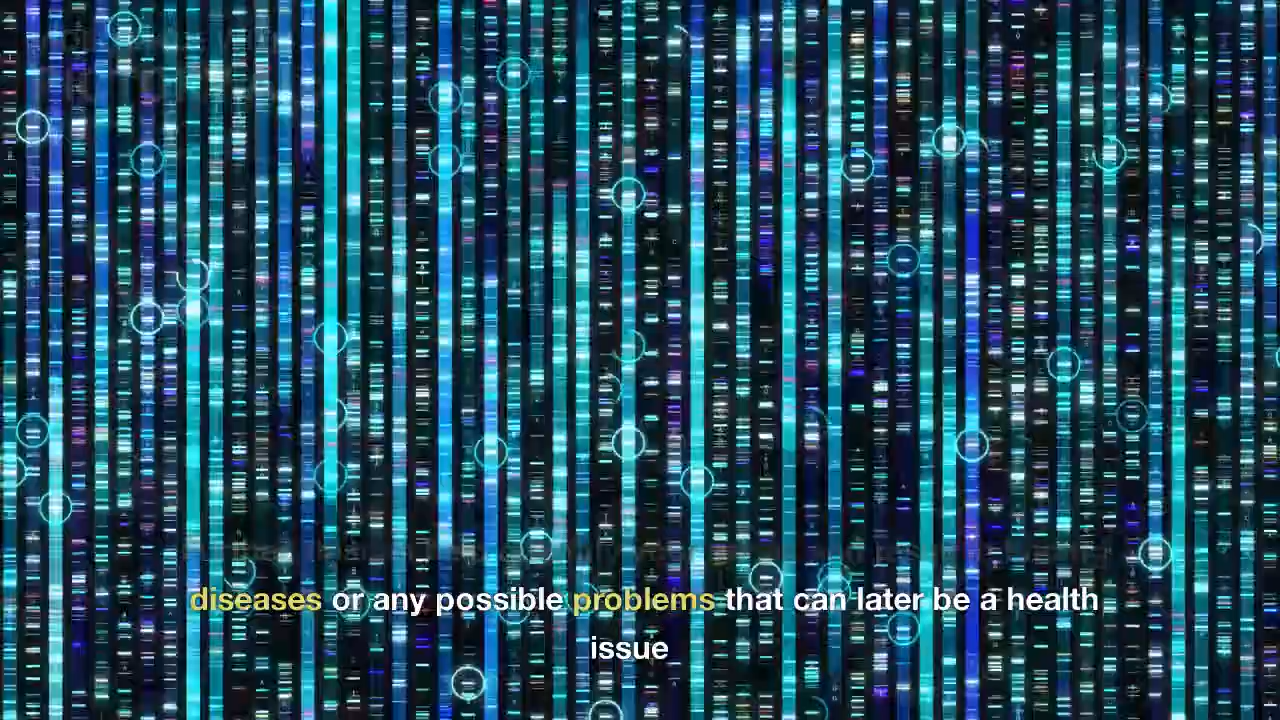 diseases or any possible problems that can later be a health
issue